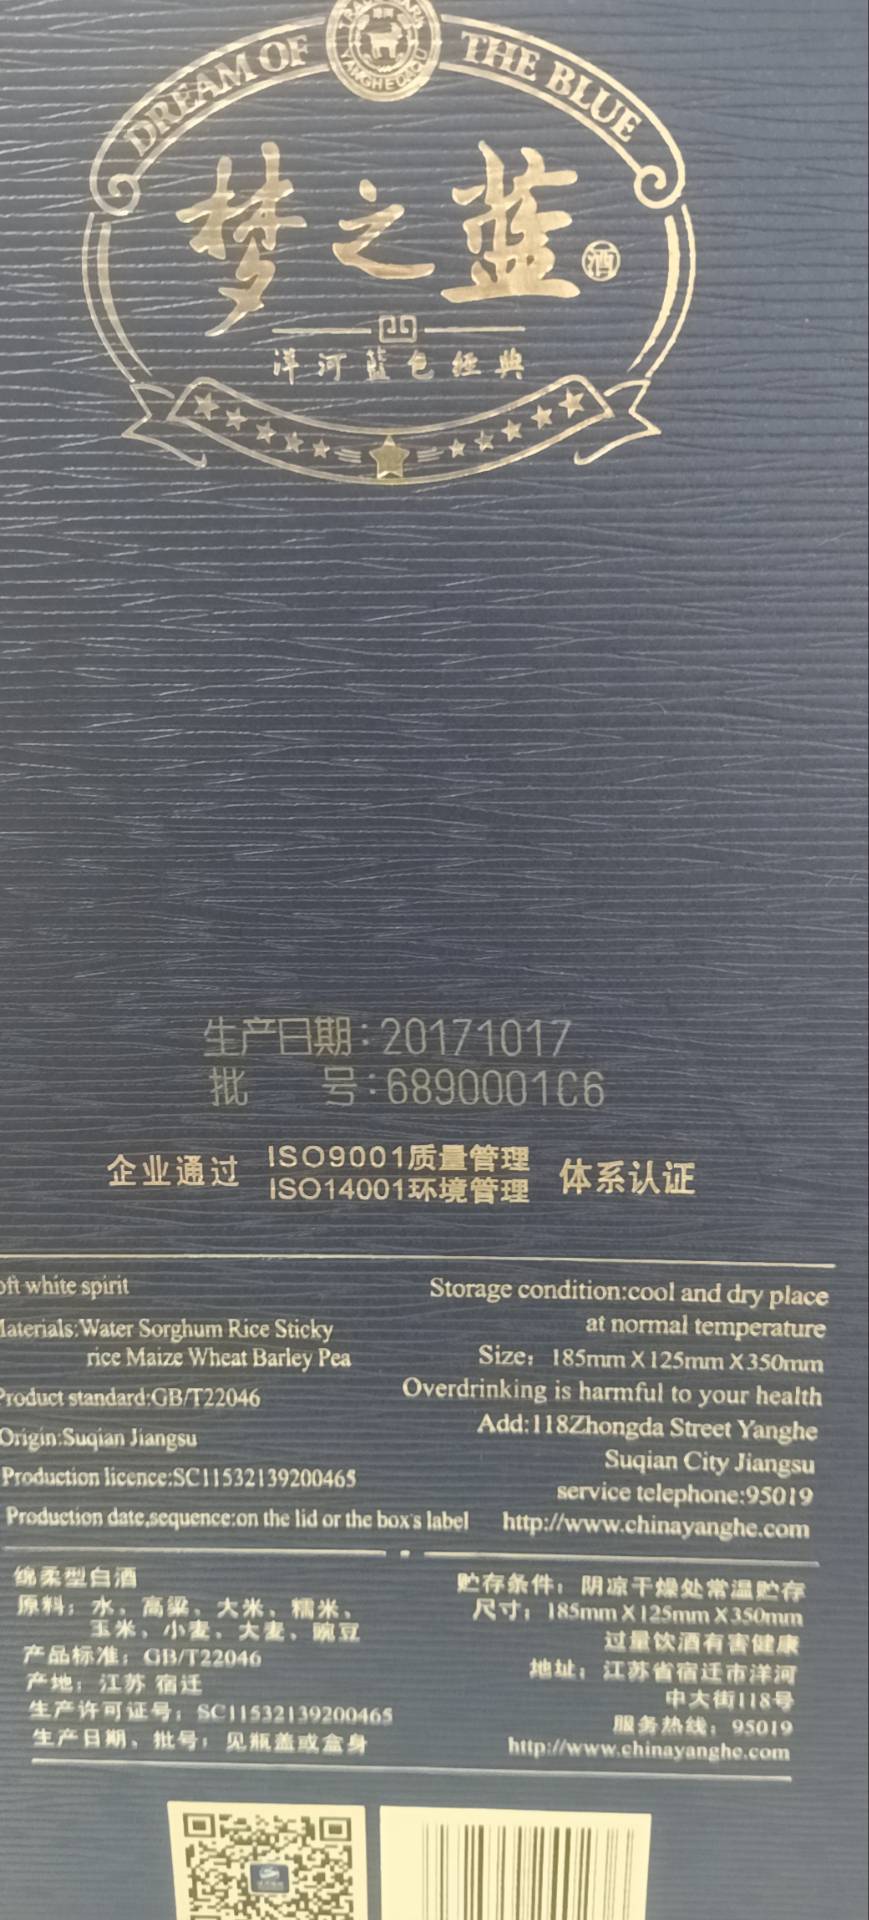 TRADE MARK
洋河
YANGHEDAQU
DREAM OF THE BLUE
梦之蓝 酒
洋河蓝色经典
生产日期:20171017
批 号:6890001C6
企业通过 ISO9001质量管理 体系认证
ISO14001环境管理
oft white spirit
Materials:Water Sorghum Rice Sticky
rice Maize Wheat Barley Pea
Product standard:GB/T22046
Origin:Suqian Jiangsu
Production licence:SC11532139200465
Production date,sequence:on the lid or the box's label
Storage condition:cool and dry place
at normal temperature
Size：185mm X 125mm X 350mm
Overdrinking is harmful to your health
Add:118Zhongda Street Yanghe
Suqian City Jiangsu
service telephone:95019
http://www.chinayanghe.com
绵柔型白酒
原料：水、高粱、大米、糯米、
玉米、小麦、大麦、豌豆
产品标准：GB/T22046
产地：江苏 宿迁
生产许可证号：SC11532139200465
生产日期、批号：见瓶盖或盒身
贮存条件：阴凉干燥处常温贮存
尺寸：185mm X 125mm X 350mm
过量饮酒有害健康
地址：江苏省宿迁市洋河
中大街118号
服务热线：95019
http://www.chinayanghe.com